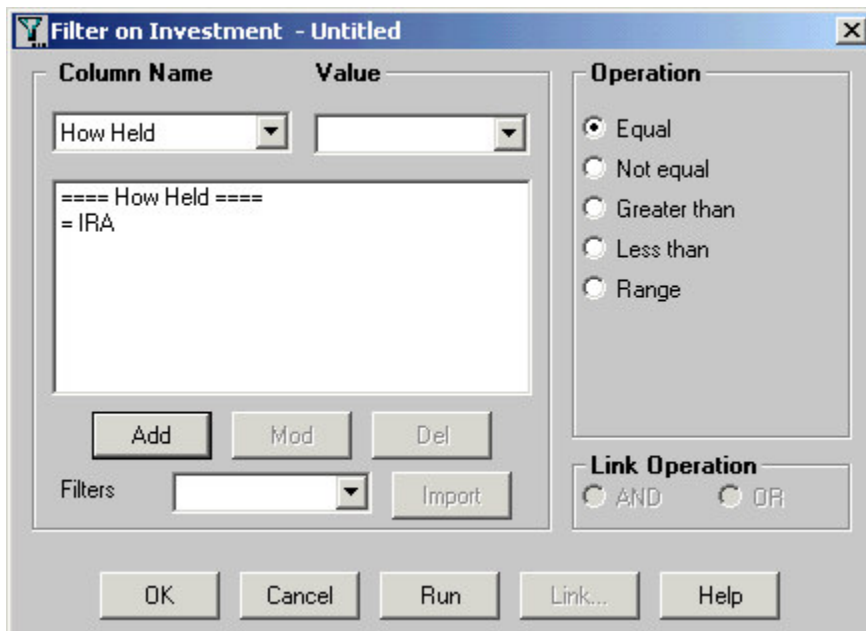 Filter on Investment - Untitled
Column Name Value
How Held
==== How Held ====
= IRA
Add Mod Del
Filters Import
Operation
Equal
Not equal
Greater than
Less than
Range
Link Operation
AND OR
OK Cancel Run Link... Help